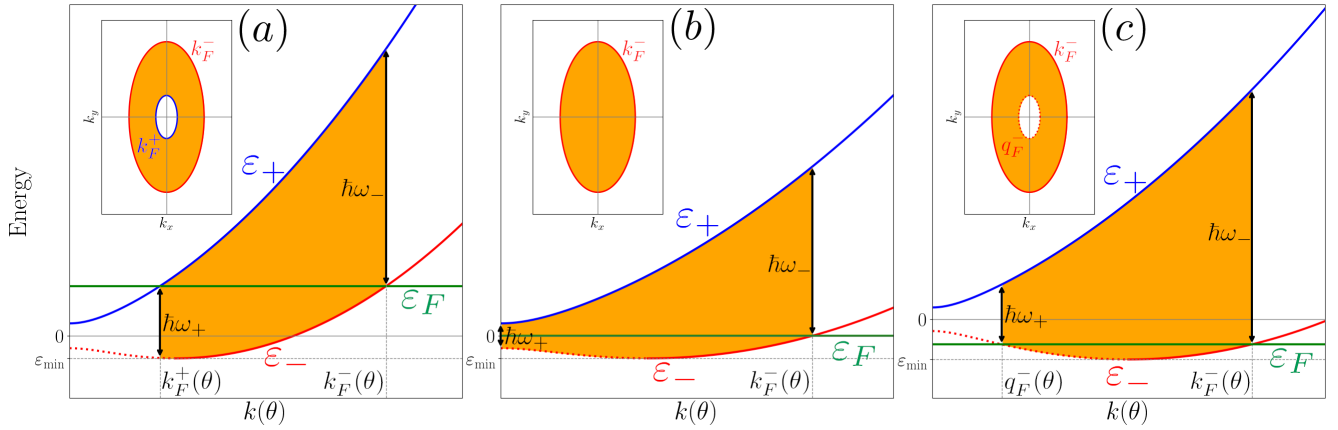 (a)
k_F^-
k_F^+
k_y
k_x
ε_+
ħω_-
ħω_+
ε_F
ε_-
Energy
0
ε_min
k_F^+(θ)
k_F^-(θ)
k(θ)
(b)
k_F^-
k_y
k_x
ε_+
ħω_-
ħω_+
ε_F
ε_-
0
ε_min
k_F^-(θ)
k(θ)
(c)
k_F^-
q_F^-
k_y
k_x
ε_+
ħω_-
ħω_+
ε_F
ε_-
0
ε_min
q_F^-(θ)
k_F^-(θ)
k(θ)